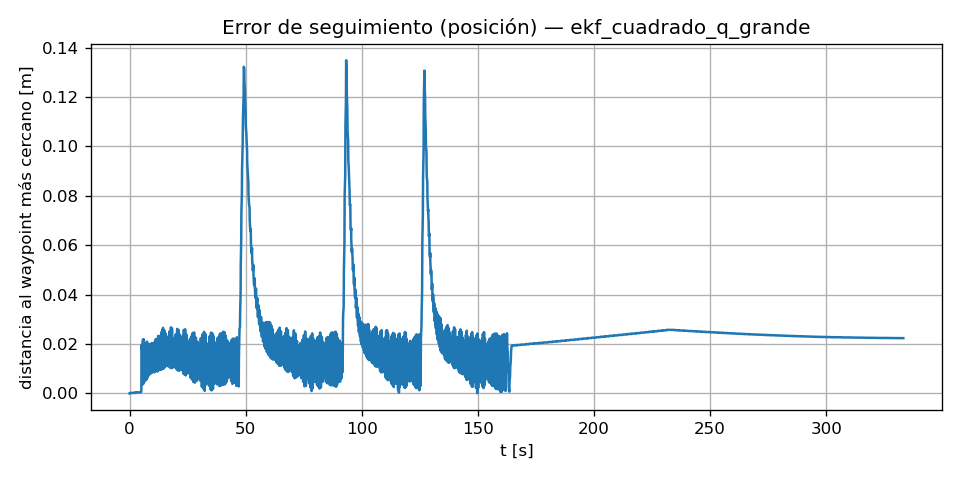 Error de seguimiento (posición) — ekf_cuadrado_q_grande
distancia al waypoint más cercano [m]
0.14
0.12
0.10
0.08
0.06
0.04
0.02
0.00
0 50 100 150 200 250 300
t [s]